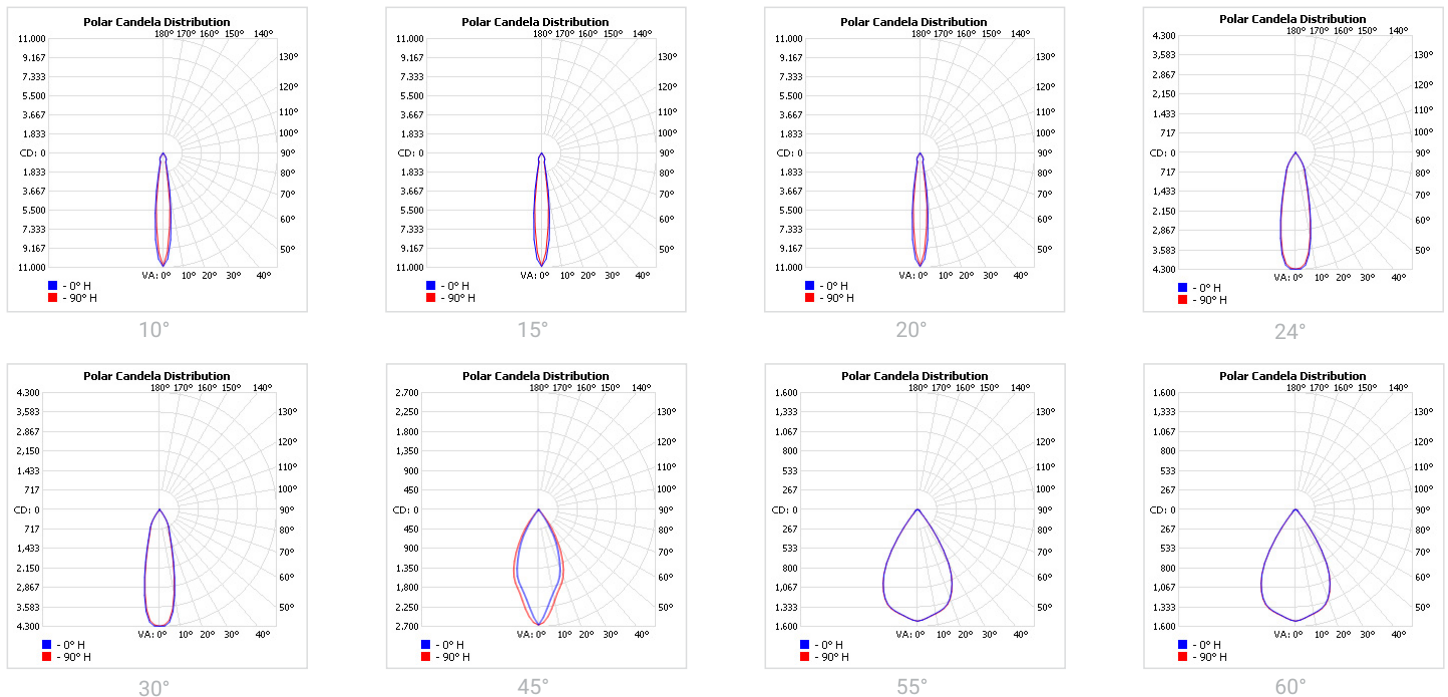 Polar Candela Distribution
180° 170° 160° 150° 140°
11.000
9.167 130°
7.333
5.500 120°
3.667 110°
1.833 100°
CD: 0 90°
1.833 80°
3.667 70°
5.500 60°
7.333
9.167 50°
11.000 VA: 0° 10° 20° 30° 40°
- 0° H
- 90° H
10°
Polar Candela Distribution
180° 170° 160° 150° 140°
11.000
9.167 130°
7.333
5.500 120°
3.667 110°
1.833 100°
CD: 0 90°
1.833 80°
3.667 70°
5.500 60°
7.333
9.167 50°
11.000 VA: 0° 10° 20° 30° 40°
- 0° H
- 90° H
15°
Polar Candela Distribution
180° 170° 160° 150° 140°
11.000
9.167 130°
7.333
5.500 120°
3.667 110°
1.833 100°
CD: 0 90°
1.833 80°
3.667 70°
5.500 60°
7.333
9.167 50°
11.000 VA: 0° 10° 20° 30° 40°
- 0° H
- 90° H
20°
Polar Candela Distribution
180° 170° 160° 150° 140°
4.300
3,583 130°
2.867
2,150 120°
1.433 110°
717 100°
CD: 0 90°
717 80°
1,433 70°
2.150 60°
2,867
3,583 50°
4.300 VA: 0° 10° 20° 30° 40°
- 0° H
- 90° H
24°
Polar Candela Distribution
180° 170° 160° 150° 140°
4.300
3,583 130°
2.867
2,150 120°
1.433 110°
717 100°
CD: 0 90°
717 80°
1,433 70°
2.150 60°
2,867
3.583 50°
4.300 VA: 0° 10° 20° 30° 40°
- 0° H
- 90° H
30°
Polar Candela Distribution
180° 170° 160° 150° 140°
2.700
2,250 130°
1.800
1,350 120°
900 110°
450 100°
CD: 0 90°
450 80°
900 70°
1.350 60°
1,800
2.250 50°
2.700 VA: 0° 10° 20° 30° 40°
- 0° H
- 90° H
45°
Polar Candela Distribution
180° 170° 160° 150° 140°
1.600
1,333 130°
1.067
800 120°
533 110°
267 100°
CD: 0 90°
267 80°
533 70°
800 60°
1,067
1.333 50°
1.600 VA: 0° 10° 20° 30° 40°
- 0° H
- 90° H
55°
Polar Candela Distribution
180° 170° 160° 150° 140°
1.600
1,333 130°
1.067
800 120°
533 110°
267 100°
CD: 0 90°
267 80°
533 70°
800 60°
1,067
1.333 50°
1.600 VA: 0° 10° 20° 30° 40°
- 0° H
- 90° H
60°